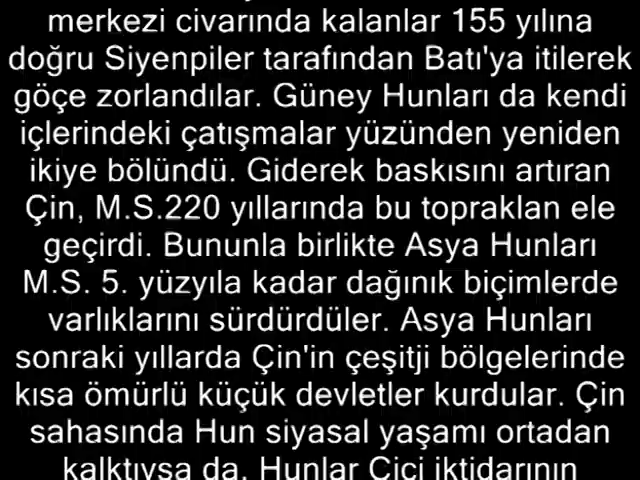 merkezi civarında kalanlar 155 yılına
doğru Siyenpiler tarafından Batı'ya itilerek
göçe zorlandılar. Güney Hunları da kendi
içlerindeki çatışmalar yüzünden yeniden
ikiye bölündü. Giderek baskısını artıran
Çin, M.S.220 yıllarında bu topraklan ele
geçirdi. Bununla birlikte Asya Hunları
M.S. 5. yüzyıla kadar dağınık biçimlerde
varlıklarını sürdürdüler. Asya Hunları
sonraki yıllarda Çin'in çeşitji bölgelerinde
kısa ömürlü küçük devletler kurdular. Çin
sahasında Hun siyasal yaşamı ortadan
kalktıysa da, Hunlar Çiçi iktidarının